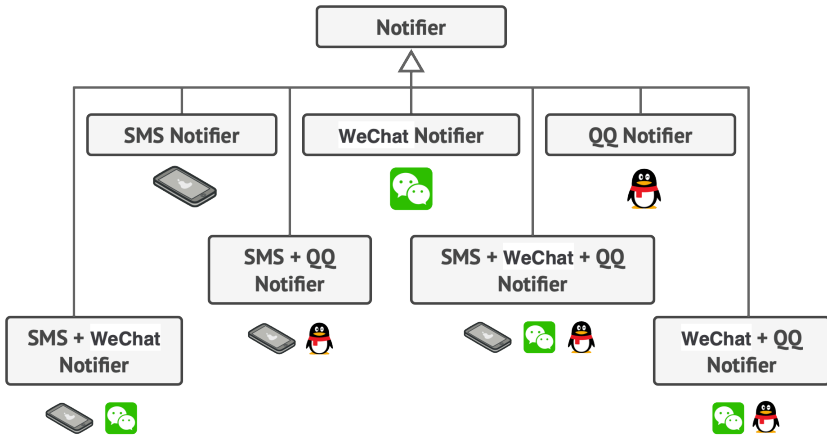 Notifier
SMS Notifier
WeChat Notifier
QQ Notifier
SMS + QQ
Notifier
SMS + WeChat + QQ
Notifier
SMS + WeChat
Notifier
WeChat + QQ
Notifier